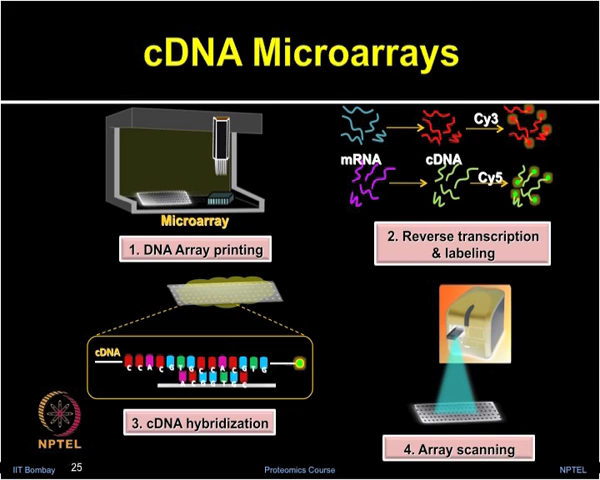 cDNA Microarrays
Microarray
1. DNA Array printing
Cy3
mRNA
cDNA
Cy5
2. Reverse transcription
& labeling
cDNA
C C A C G T G C C A C G T G
A C G G T G C
3. cDNA hybridization
4. Array scanning
NPTEL
IIT Bombay
25
Proteomics Course
NPTEL